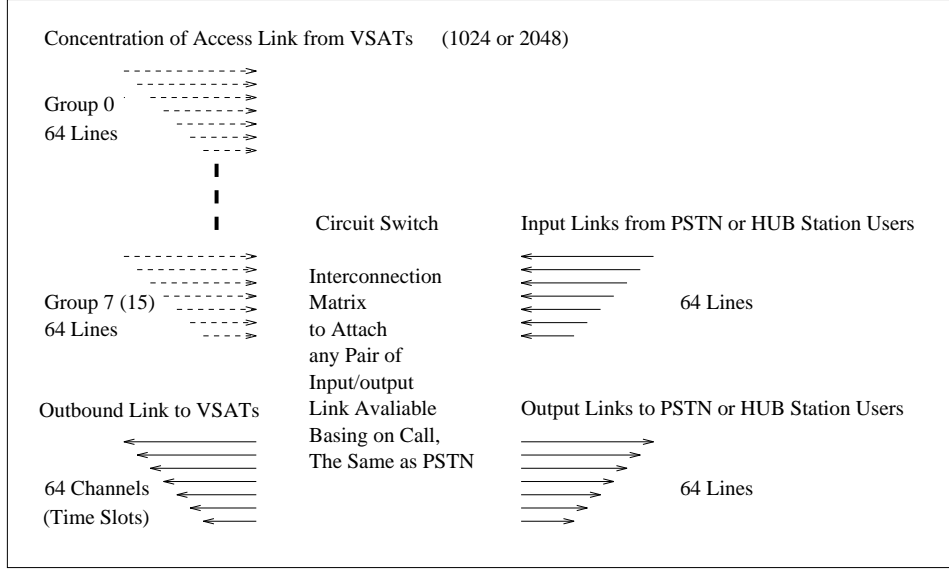 Concentration of Access Link from VSATs (1024 or 2048)
Group 0
64 Lines
Circuit Switch
Input Links from PSTN or HUB Station Users
Interconnection
Matrix
to Attach
any Pair of
Input/output
Link Avaliable
Basing on Call,
The Same as PSTN
Group 7 (15)
64 Lines
64 Lines
Outbound Link to VSATs
Output Links to PSTN or HUB Station Users
64 Channels
(Time Slots)
64 Lines